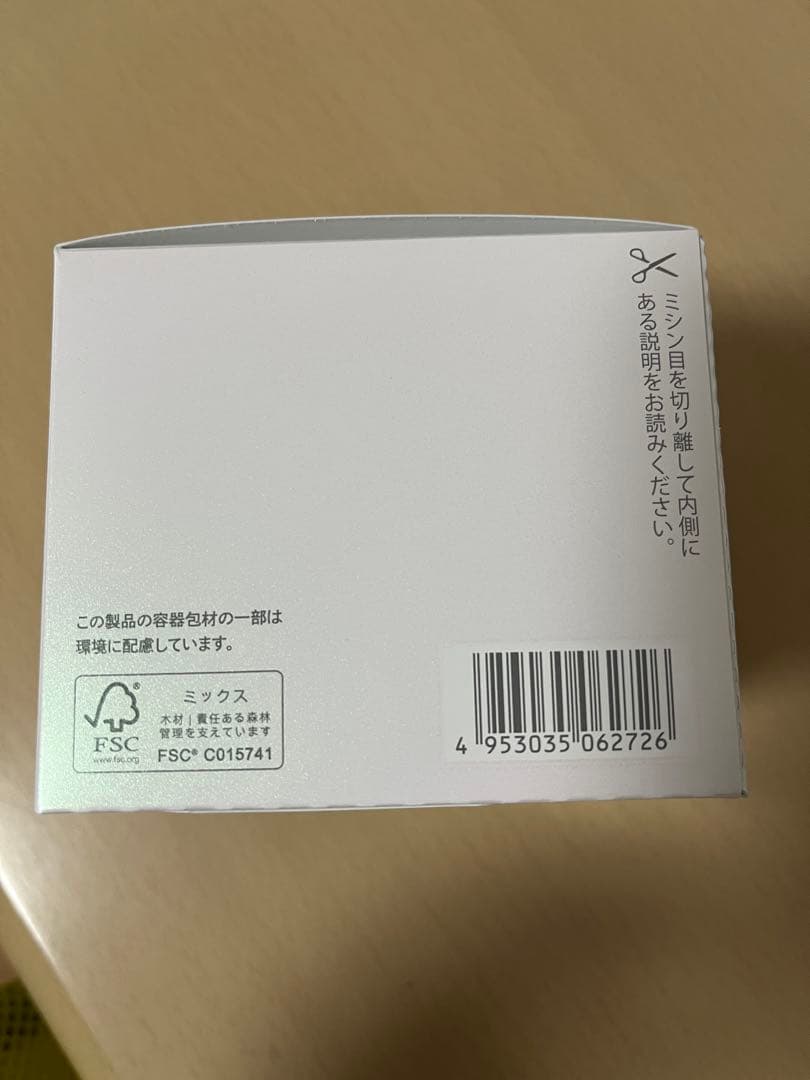 ミシン目を切り離して内側に
ある説明をお読みください。
この製品の容器包材の一部は
環境に配慮しています。
®
FSC
www.fsc.org
ミックス
木材 | 責任ある森林
管理を支えています
FSC® C015741
4 953035 062726